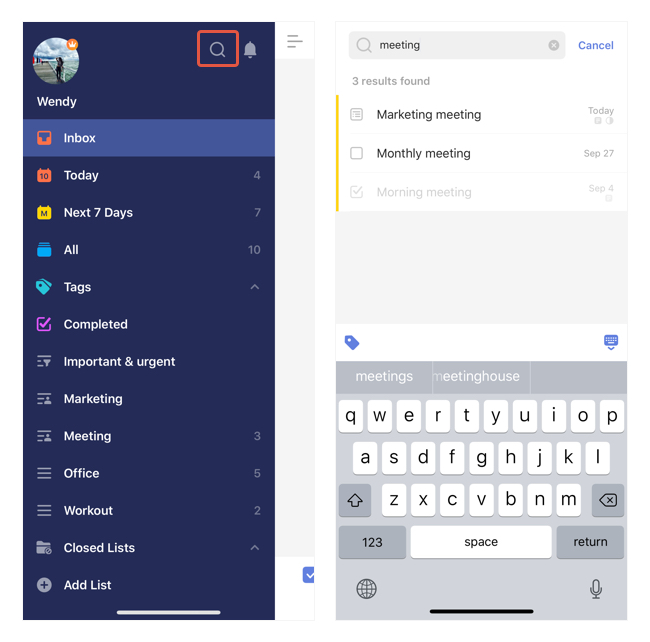 Wendy
Inbox
10 Today 4
M Next 7 Days 7
All 10
Tags
Completed
Important & urgent
Marketing
Meeting 3
Office 5
Workout 2
Closed Lists
Add List
meeting Cancel
3 results found
Marketing meeting Today
Monthly meeting Sep 27
Morning meeting Sep 4
meetings meetinghouse
q w e r t y u i o p
a s d f g h j k l
z x c v b n m
123 space return